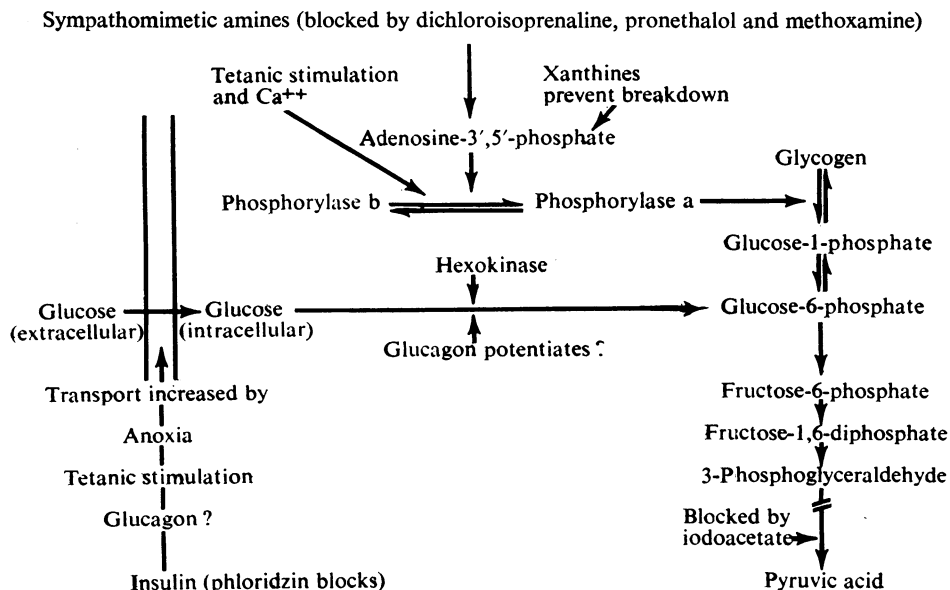 Sympathomimetic amines (blocked by dichloroisoprenaline, pronethalol and methoxamine)
Tetanic stimulation
and Ca++
Xanthines
prevent breakdown
Adenosine-3′,5′-phosphate
Glycogen
Phosphorylase b
Phosphorylase a
Glucose-1-phosphate
Hexokinase
Glucose
(extracellular)
Glucose
(intracellular)
Glucose-6-phosphate
Glucagon potentiates?
Transport increased by
Fructose-6-phosphate
Anoxia
Fructose-1,6-diphosphate
Tetanic stimulation
3-Phosphoglyceraldehyde
Glucagon?
Blocked by
iodoacetate
Insulin (phloridzin blocks)
Pyruvic acid